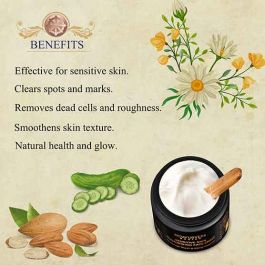 BENEFITS
Effective for sensitive skin.
Clears spots and marks.
Removes dead cells and roughness.
Smoothens skin texture.
Natural health and glow.